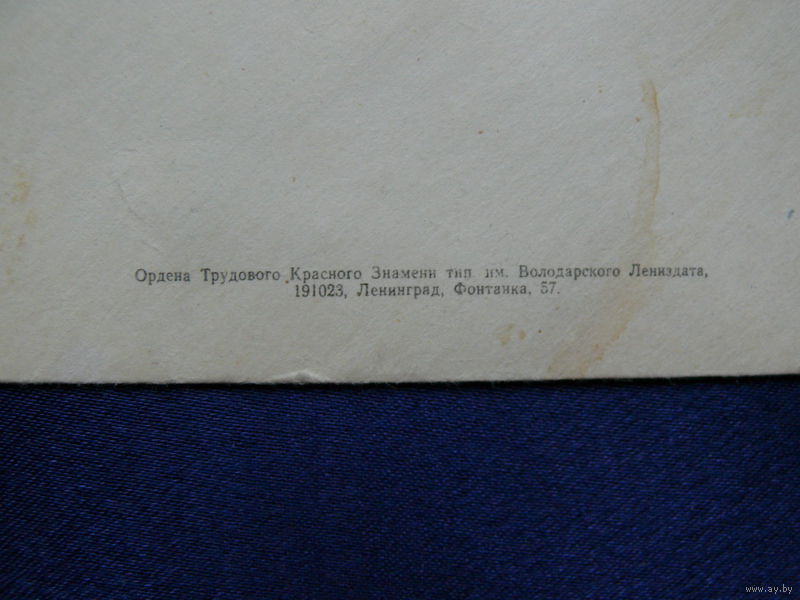 Ордена Трудового Красного Знамени тип им. Володарского Лениздата,
191023, Ленинград, Фонтанка, 57.
www.ay.by